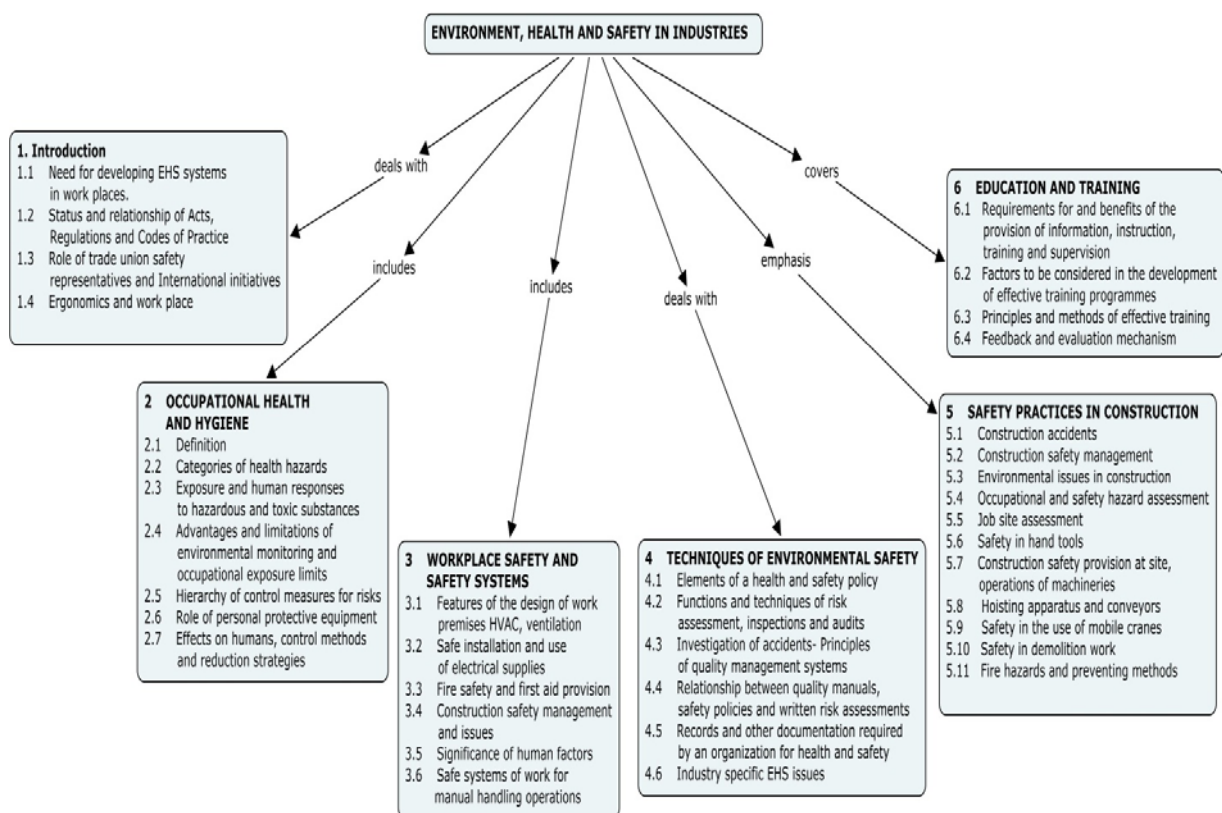 ENVIRONMENT, HEALTH AND SAFETY IN INDUSTRIES
deals with
includes
includes
deals with
emphasis
covers
1. Introduction
1.1 Need for developing EHS systems
in work places.
1.2 Status and relationship of Acts,
Regulations and Codes of Practice
1.3 Role of trade union safety
representatives and International initiatives
1.4 Ergonomics and work place
2 OCCUPATIONAL HEALTH
AND HYGIENE
2.1 Definition
2.2 Categories of health hazards
2.3 Exposure and human responses
to hazardous and toxic substances
2.4 Advantages and limitations of
environmental monitoring and
occupational exposure limits
2.5 Hierarchy of control measures for risks
2.6 Role of personal protective equipment
2.7 Effects on humans, control methods
and reduction strategies
3 WORKPLACE SAFETY AND
SAFETY SYSTEMS
3.1 Features of the design of work
premises HVAC, ventilation
3.2 Safe installation and use
of electrical supplies
3.3 Fire safety and first aid provision
3.4 Construction safety management
and issues
3.5 Significance of human factors
3.6 Safe systems of work for
manual handling operations
4 TECHNIQUES OF ENVIRONMENTAL SAFETY
4.1 Elements of a health and safety policy
4.2 Functions and techniques of risk
assessment, inspections and audits
4.3 Investigation of accidents- Principles
of quality management systems
4.4 Relationship between quality manuals,
safety policies and written risk assessments
4.5 Records and other documentation required
by an organization for health and safety
4.6 Industry specific EHS issues
5 SAFETY PRACTICES IN CONSTRUCTION
5.1 Construction accidents
5.2 Construction safety management
5.3 Environmental issues in construction
5.4 Occupational and safety hazard assessment
5.5 Job site assessment
5.6 Safety in hand tools
5.7 Construction safety provision at site,
operations of machineries
5.8 Hoisting apparatus and conveyors
5.9 Safety in the use of mobile cranes
5.10 Safety in demolition work
5.11 Fire hazards and preventing methods
6 EDUCATION AND TRAINING
6.1 Requirements for and benefits of the
provision of information, instruction,
training and supervision
6.2 Factors to be considered in the development
of effective training programmes
6.3 Principles and methods of effective training
6.4 Feedback and evaluation mechanism